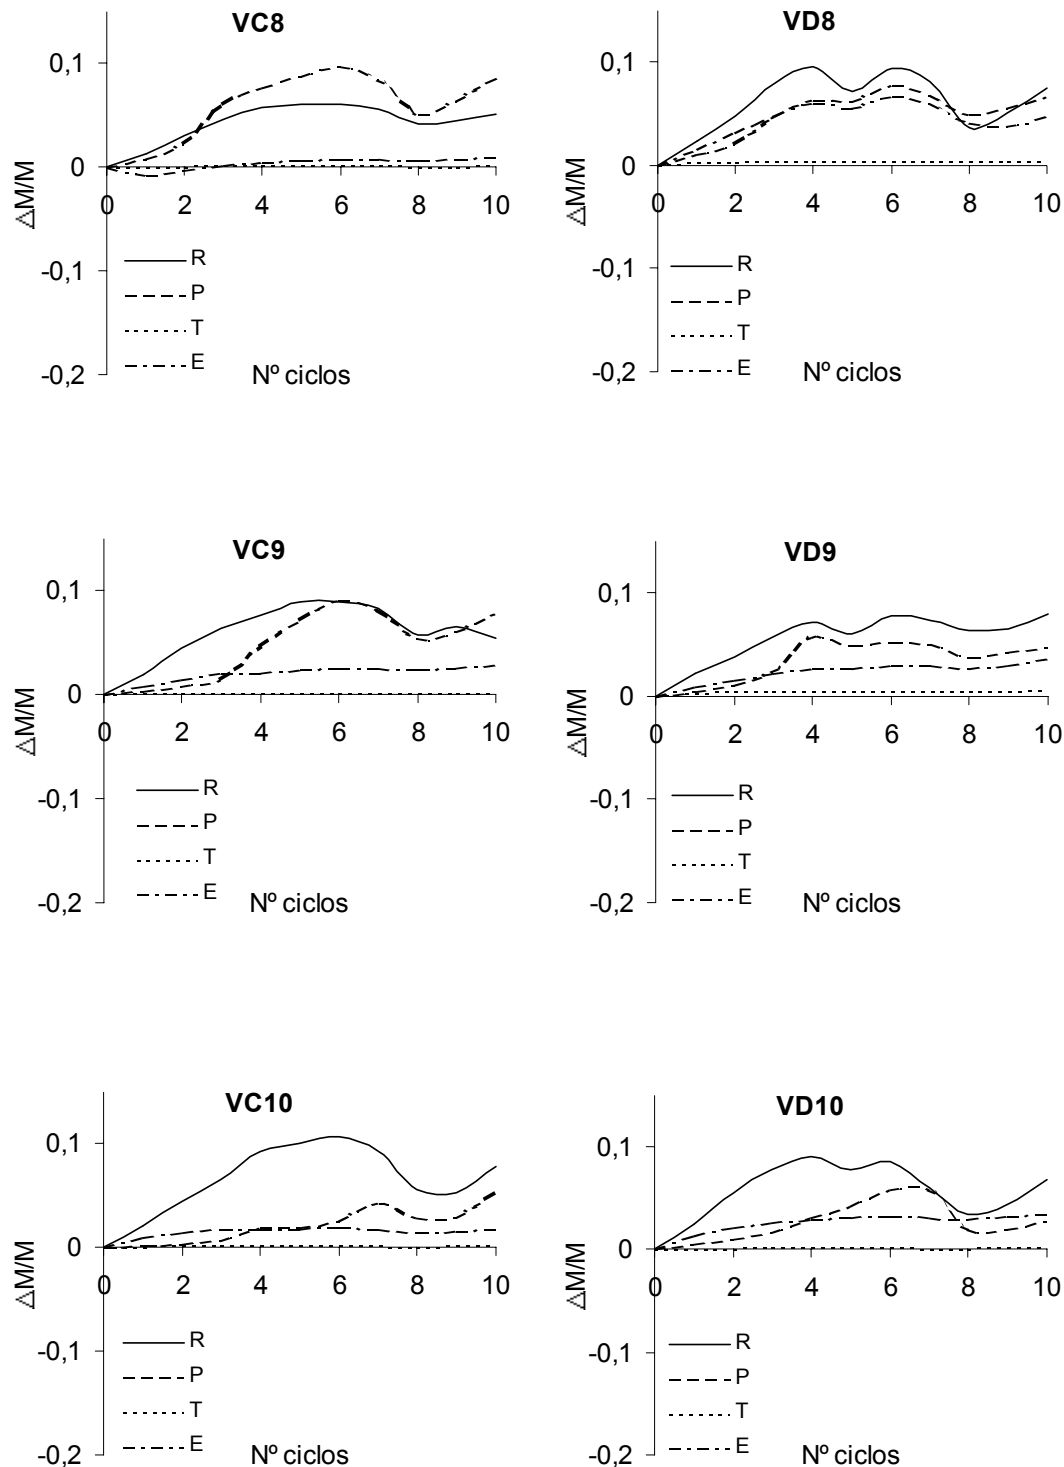 VC8
0,1
0
-0,1
-0,2
ΔM/M
0 2 4 6 8 10
R
P
T
E
Nº ciclos
VD8
0,1
0
-0,1
-0,2
ΔM/M
0 2 4 6 8 10
R
P
T
E
Nº ciclos
VC9
0,1
0
-0,1
-0,2
ΔM/M
0 2 4 6 8 10
R
P
T
E
Nº ciclos
VD9
0,1
0
-0,1
-0,2
ΔM/M
0 2 4 6 8 10
R
P
T
E
Nº ciclos
VC10
0,1
0
-0,1
-0,2
ΔM/M
0 2 4 6 8 10
R
P
T
E
Nº ciclos
VD10
0,1
0
-0,1
-0,2
ΔM/M
0 2 4 6 8 10
R
P
T
E
Nº ciclos